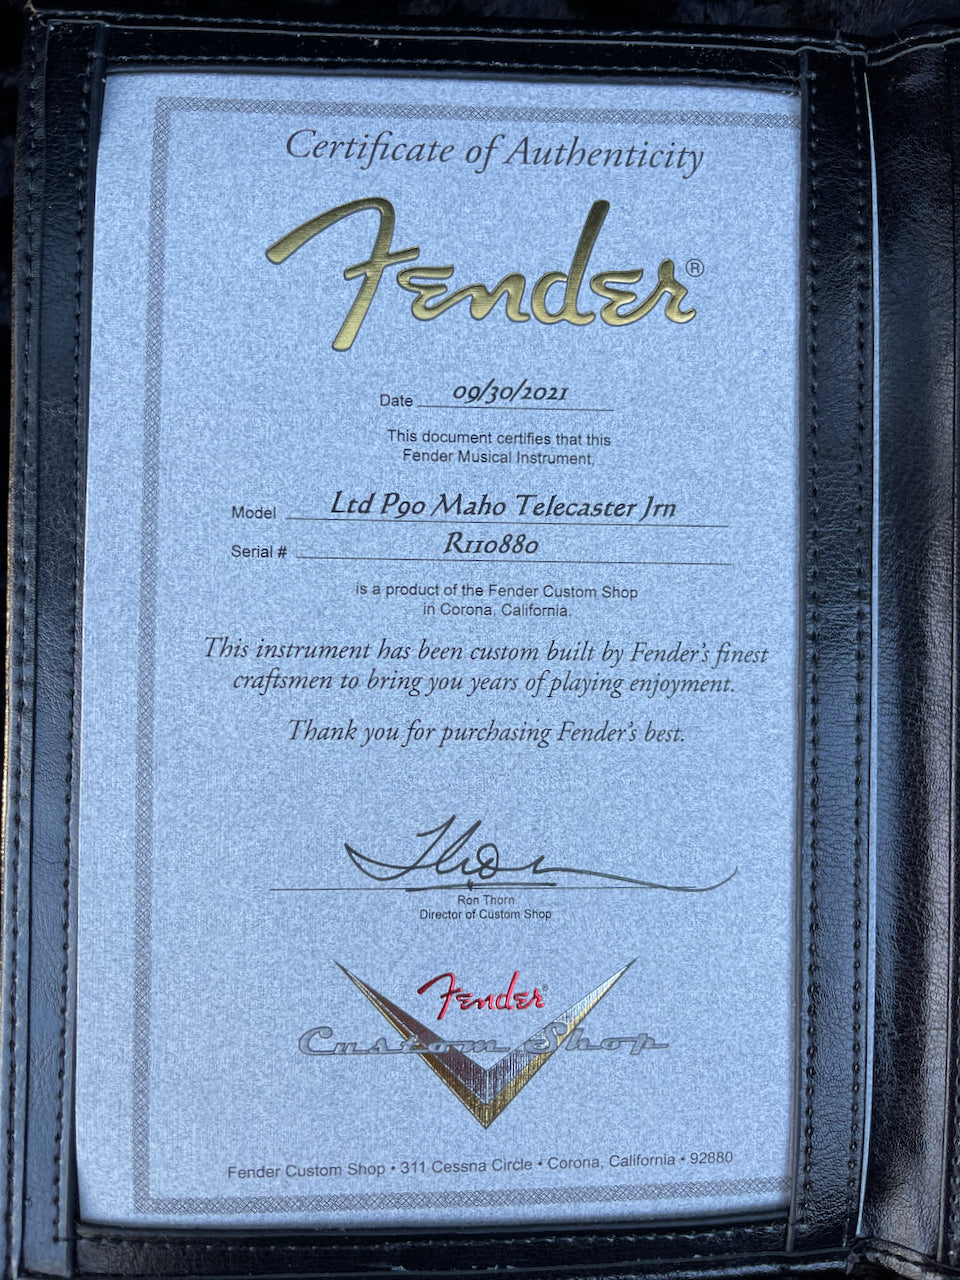 Certificate of Authenticity
Fender®
Date 09/30/2021
This document certifies that this
Fender Musical Instrument,
Model Ltd P90 Maho Telecaster Jrn
Serial # R110880
is a product of the Fender Custom Shop
in Corona, California.
This instrument has been custom built by Fender's finest
craftsmen to bring you years of playing enjoyment.
Thank you for purchasing Fender's best.
Thorn
Ron Thorn
Director of Custom Shop
Fender®
Custom Shop
Fender Custom Shop • 311 Cessna Circle • Corona, California • 92880